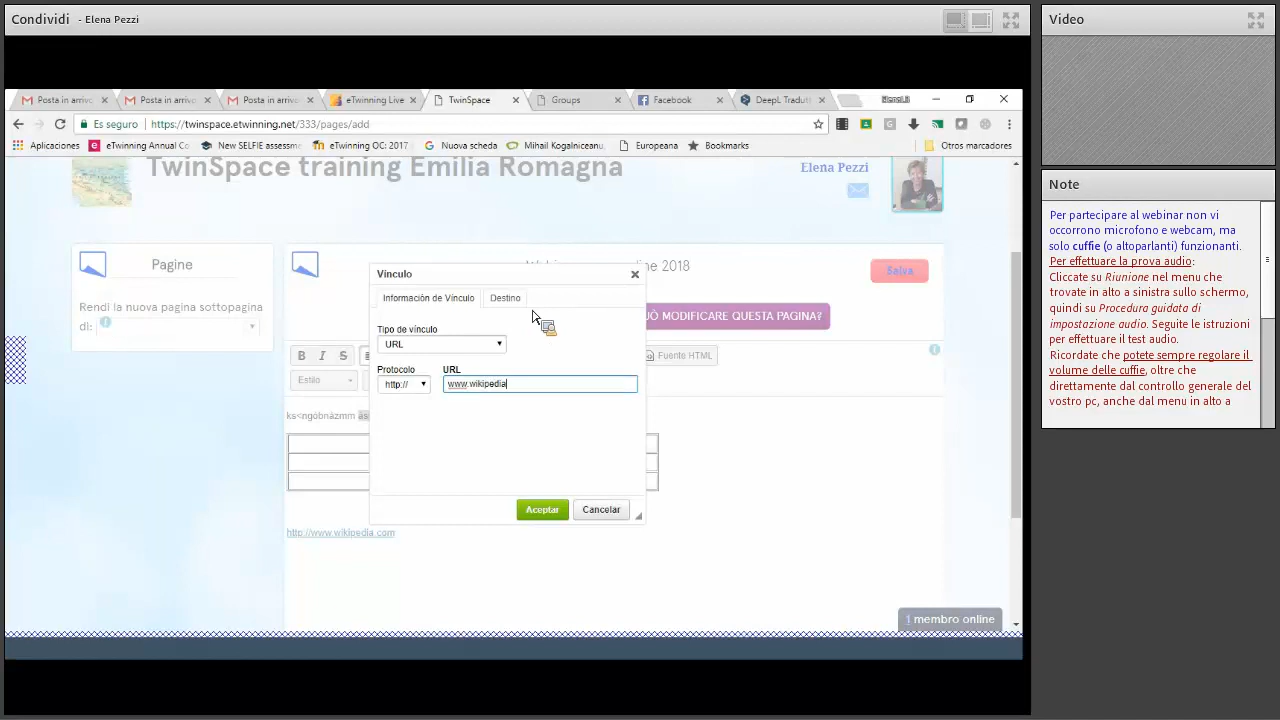 Condividi - Elena Pezzi
Posta in arrivo
Posta in arrivo
Posta in arrivo
eTwinning Live
TwinSpace
Groups
Facebook
DeepL Tradutt
Es seguro
https://twinspace.etwinning.net/333/pages/add
Aplicaciones
eTwinning Annual Co
New SELFIE assessm
eTwinning OC: 2017
Nuova scheda
Mihail Kogalniceanu,
Europeana
Bookmarks
Otros marcadores
TwinSpace training Emilia Romagna
Elena Pezzi
Pagine
Rendi la nuova pagina sottopagina
di:
ine 2018
Salva
UÒ MODIFICARE QUESTA PAGINA?
B I S
Fuente HTML
Estilo
ks<ngòbnàzmm
http://www.wikipedia.com
Vínculo
Información de Vínculo
Destino
Tipo de vínculo
URL
Protocolo
URL
http://
www.wikipedia
Aceptar
Cancelar
1 membro online
Video
Note
Per partecipare al webinar non vi
occorrono microfono e webcam, ma
solo cuffie (o altoparlanti) funzionanti.
Per effettuare la prova audio:
Cliccate su Riunione nel menu che
trovate in alto a sinistra sullo schermo,
quindi su Procedura guidata di
impostazione audio. Seguite le istruzioni
per effettuare il test audio.
Ricordate che potete sempre regolare il
volume delle cuffie, oltre che
direttamente dal controllo generale del
vostro pc, anche dal menu in alto a